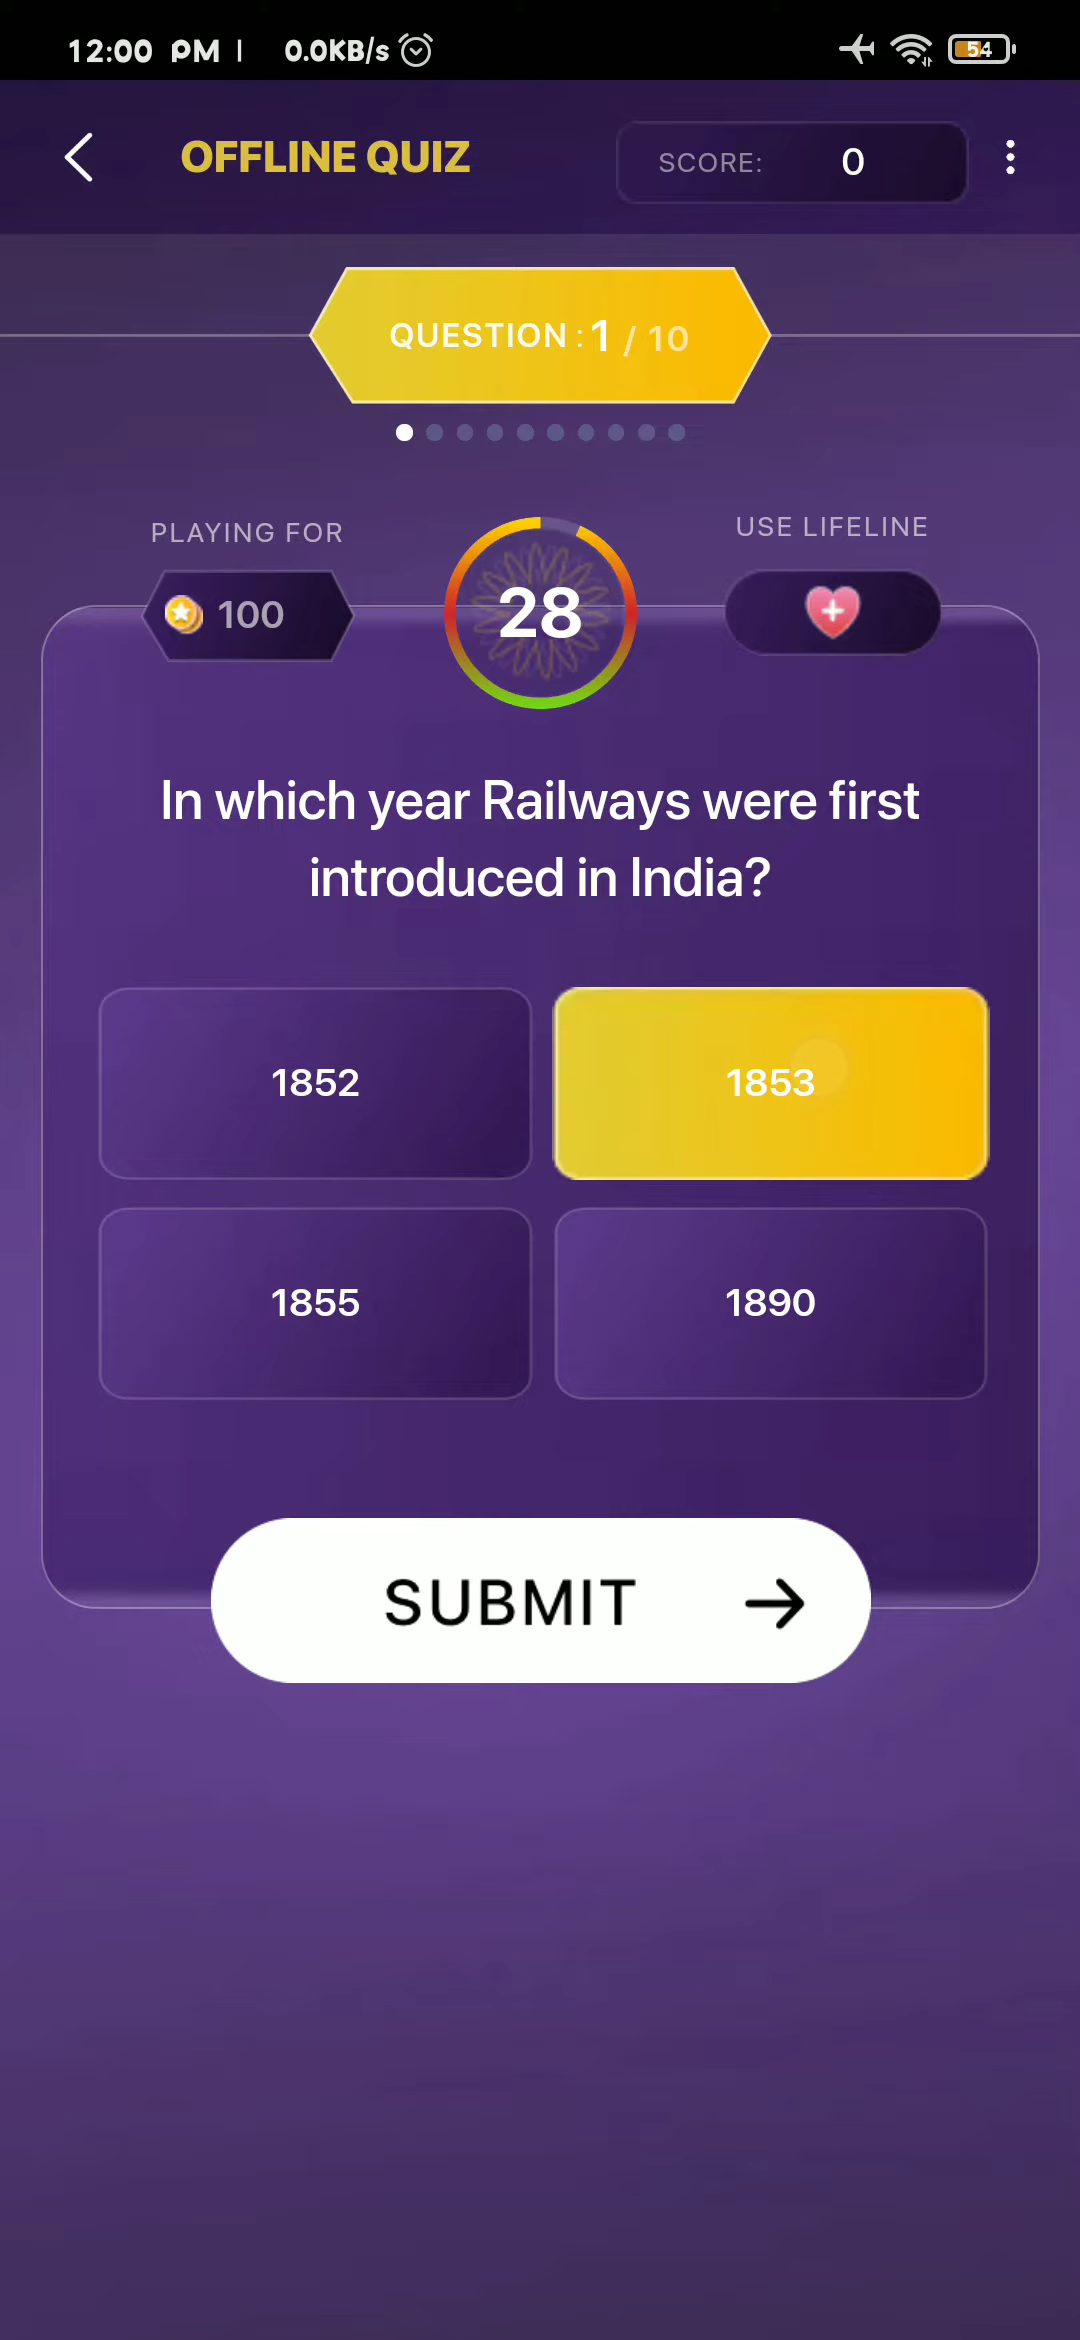 12:00 PM | 0.0KB/s 54
OFFLINE QUIZ SCORE: 0
QUESTION : 1 / 10
PLAYING FOR USE LIFELINE
100 28
In which year Railways were first
introduced in India?
1852 1853
1855 1890
SUBMIT